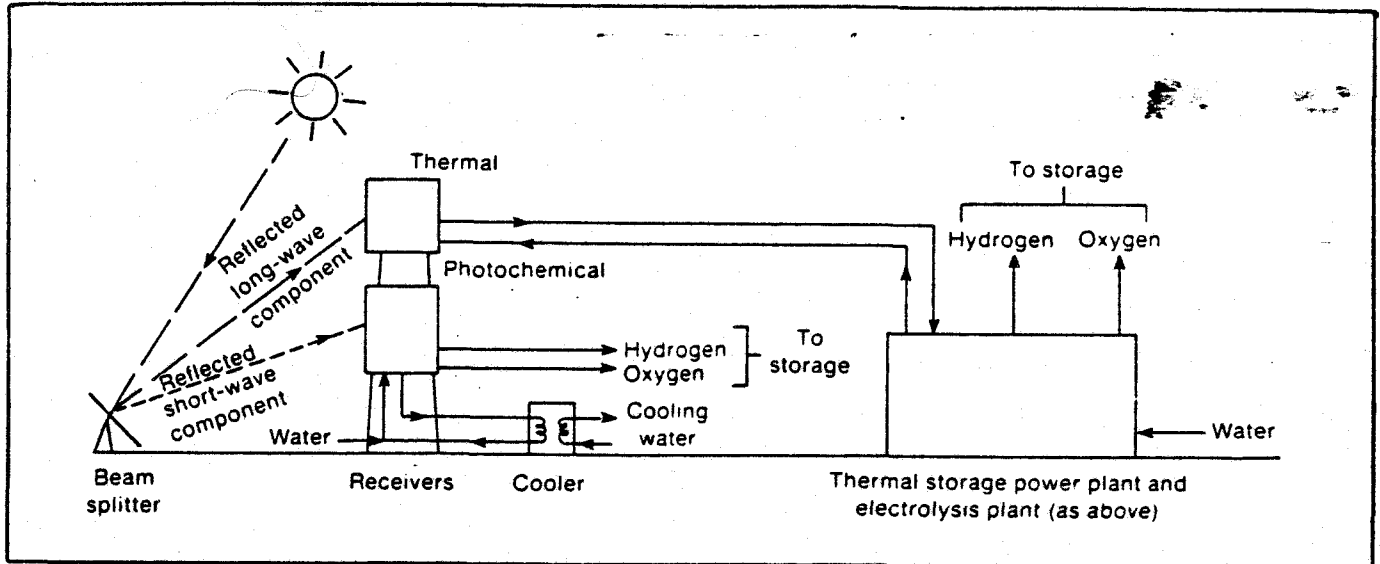 Thermal
To storage
Reflected
long-wave
component
Hydrogen
Oxygen
Photochemical
Reflected
short-wave
component
Hydrogen
Oxygen
To
storage
Cooling
water
Water
Water
Beam
splitter
Receivers
Cooler
Thermal storage power plant and
electrolysis plant (as above)